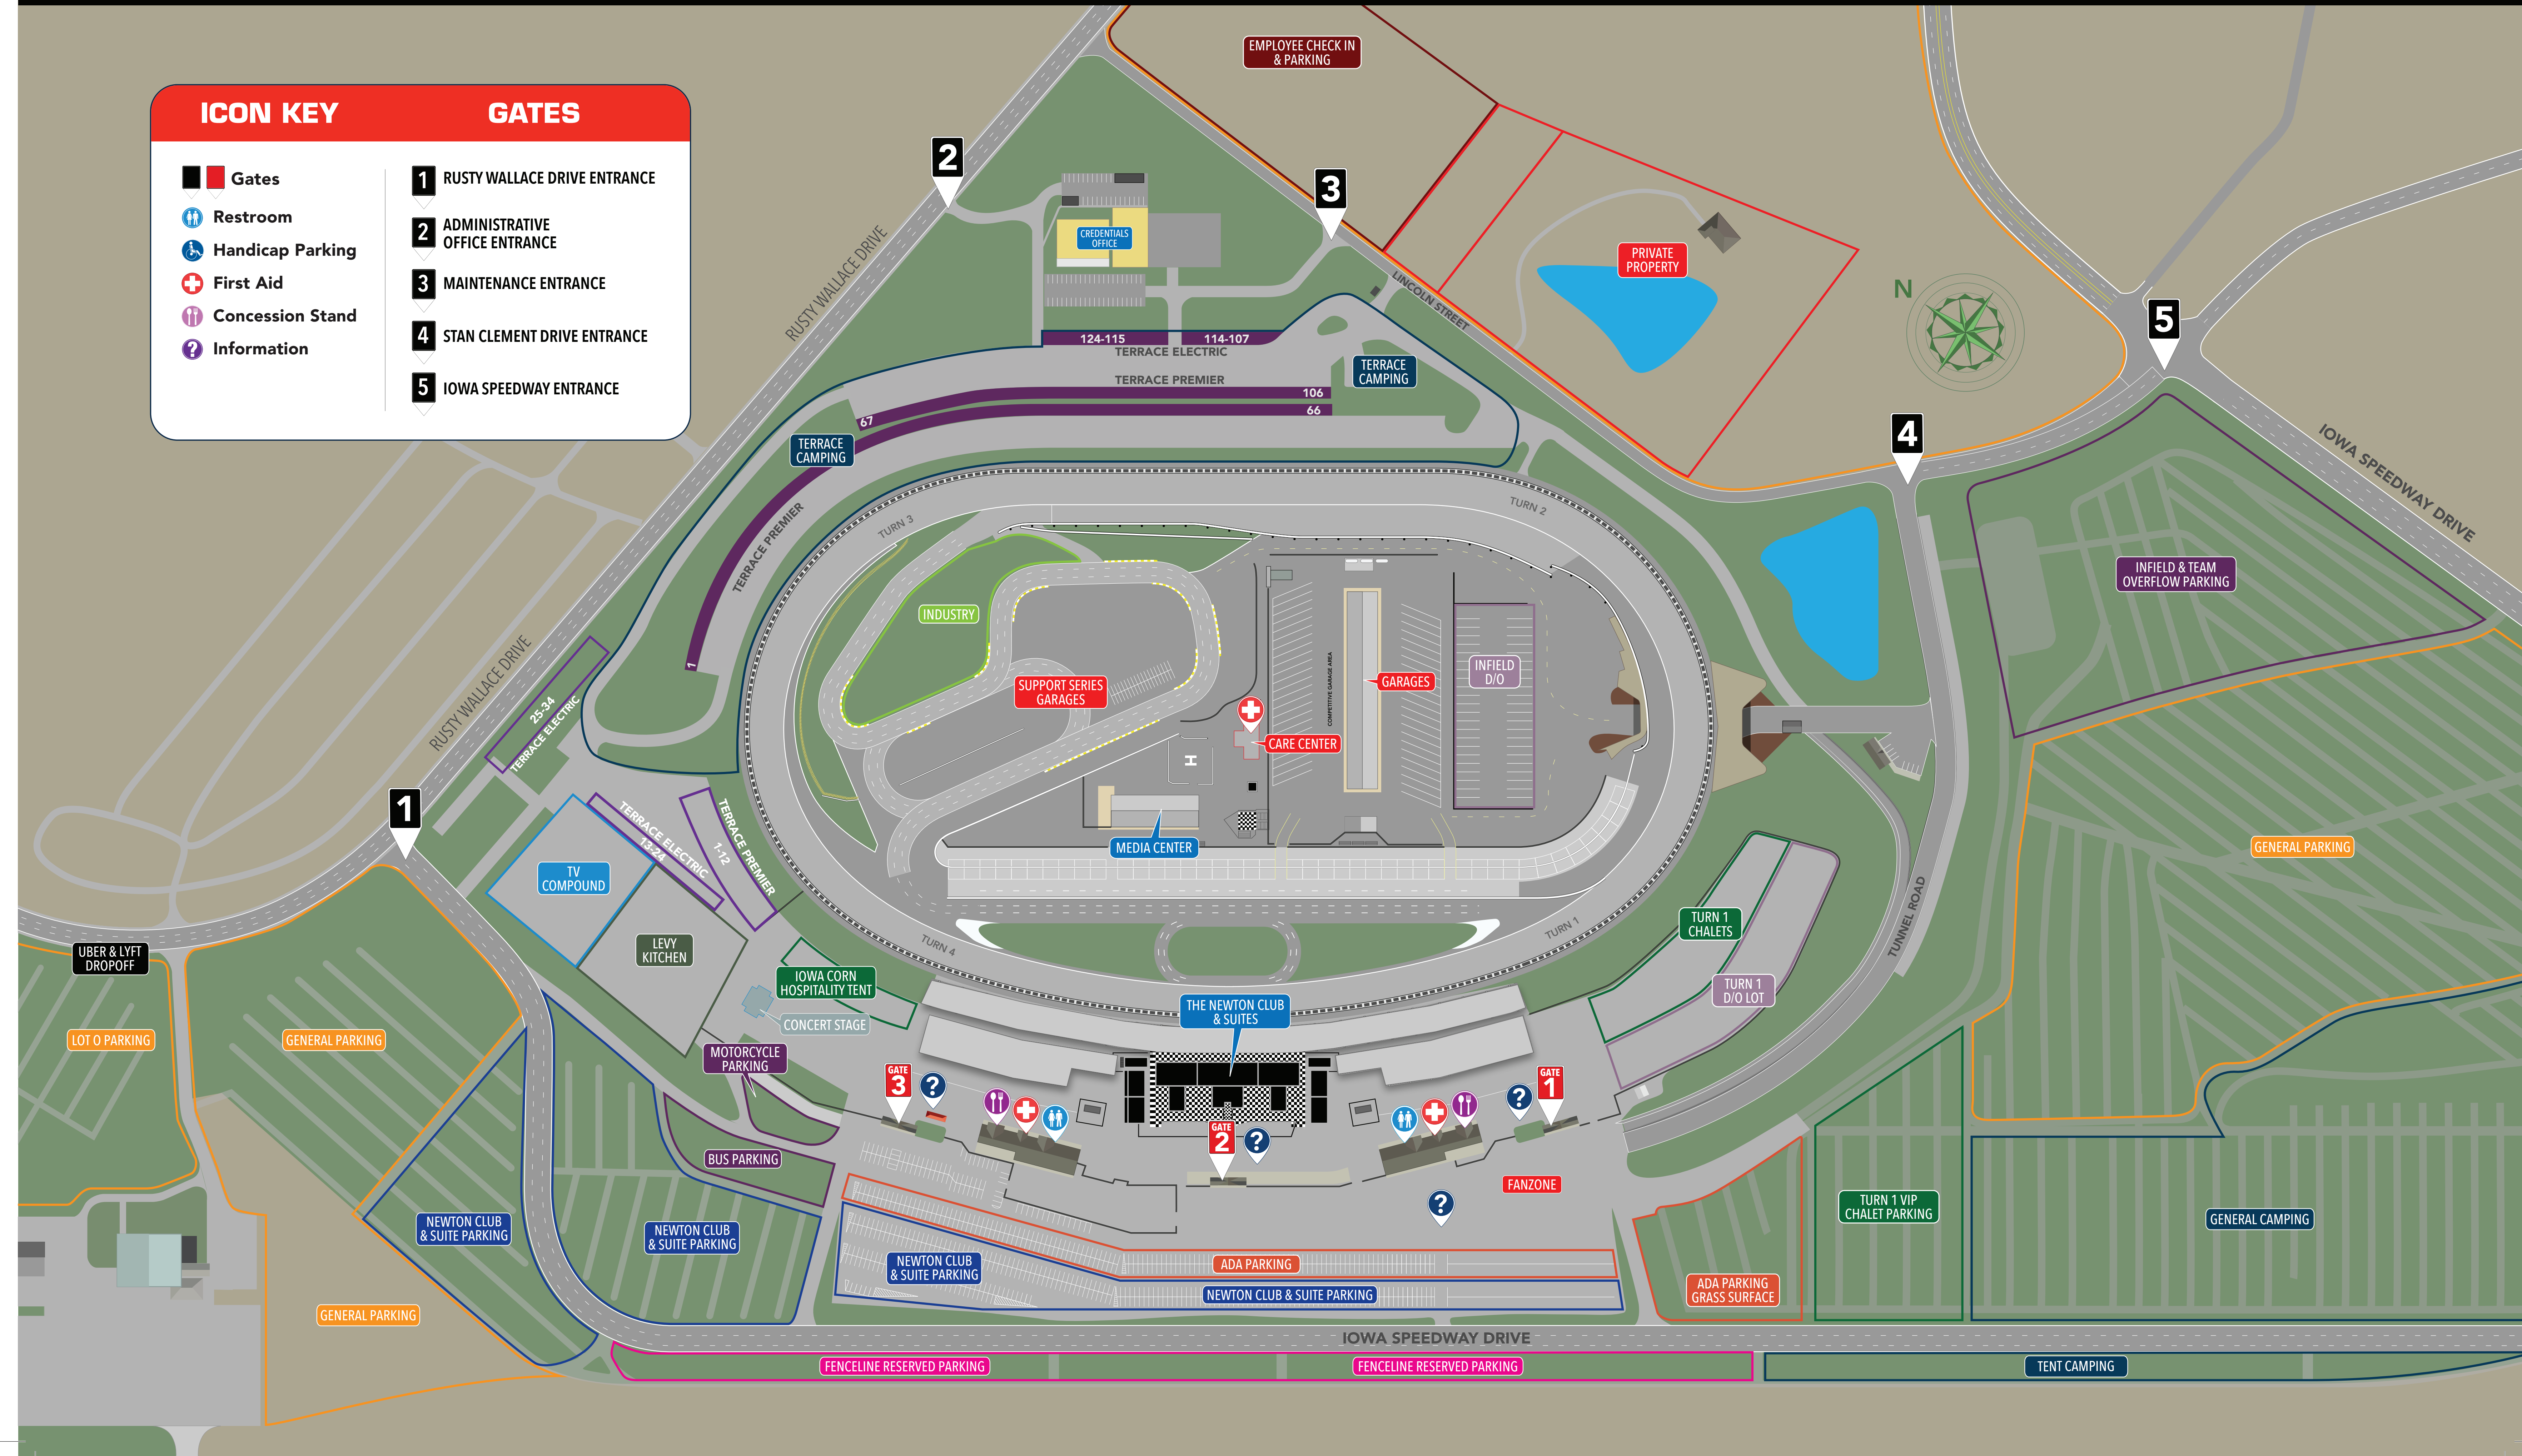 ICON KEY
GATES
Gates
Restroom
Handicap Parking
First Aid
Concession Stand
Information
1 RUSTY WALLACE DRIVE ENTRANCE
2 ADMINISTRATIVE
OFFICE ENTRANCE
3 MAINTENANCE ENTRANCE
4 STAN CLEMENT DRIVE ENTRANCE
5 IOWA SPEEDWAY ENTRANCE
EMPLOYEE CHECK IN
& PARKING
2
3
CREDENTIALS
OFFICE
PRIVATE
PROPERTY
RUSTY WALLACE DRIVE
LINCOLN STREET
N
5
124-115
114-107
TERRACE ELECTRIC
TERRACE PREMIER
TERRACE
CAMPING
106
66
67
TERRACE
CAMPING
4
IOWA SPEEDWAY DRIVE
TERRACE PREMIER
1
TURN 3
TURN 2
INFIELD & TEAM
OVERFLOW PARKING
INDUSTRY
SUPPORT SERIES
GARAGES
COMPETITIVE GARAGE AREA
GARAGES
INFIELD
D/O
CARE CENTER
H
MEDIA CENTER
RUSTY WALLACE DRIVE
25-34
TERRACE ELECTRIC
1
TERRACE ELECTRIC
13-24
TERRACE PREMIER
1-12
TV
COMPOUND
LEVY
KITCHEN
GENERAL PARKING
TURN 1
CHALETS
TUNNEL ROAD
TURN 4
TURN 1
TURN 1
D/O LOT
UBER & LYFT
DROPOFF
IOWA CORN
HOSPITALITY TENT
CONCERT STAGE
THE NEWTON CLUB
& SUITES
LOT O PARKING
GENERAL PARKING
MOTORCYCLE
PARKING
GATE
3
?
GATE
2
?
?
GATE
1
BUS PARKING
FANZONE
?
NEWTON CLUB
& SUITE PARKING
NEWTON CLUB
& SUITE PARKING
NEWTON CLUB
& SUITE PARKING
ADA PARKING
NEWTON CLUB & SUITE PARKING
ADA PARKING
GRASS SURFACE
TURN 1 VIP
CHALET PARKING
GENERAL CAMPING
GENERAL PARKING
IOWA SPEEDWAY DRIVE
FENCELINE RESERVED PARKING
FENCELINE RESERVED PARKING
TENT CAMPING